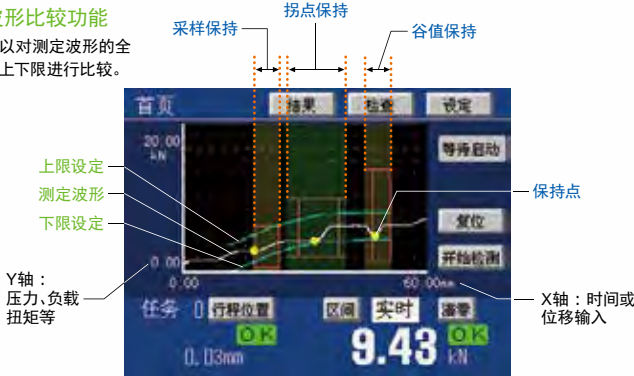 波形比较功能
以对测定波形的全
上下限进行比较。
采样保持
拐点保持
谷值保持
首页
结果
检查
设定
20.00
kN
等待启动
上限设定
测定波形
下限设定
保持点
复位
开始检测
0.00
0.00
60.00mm
Y轴：
压力、负载
扭矩等
X轴：时间或
位移输入
任务 0
行程位置
区间
实时
清零
OK
0.03mm
9.43 kN
OK